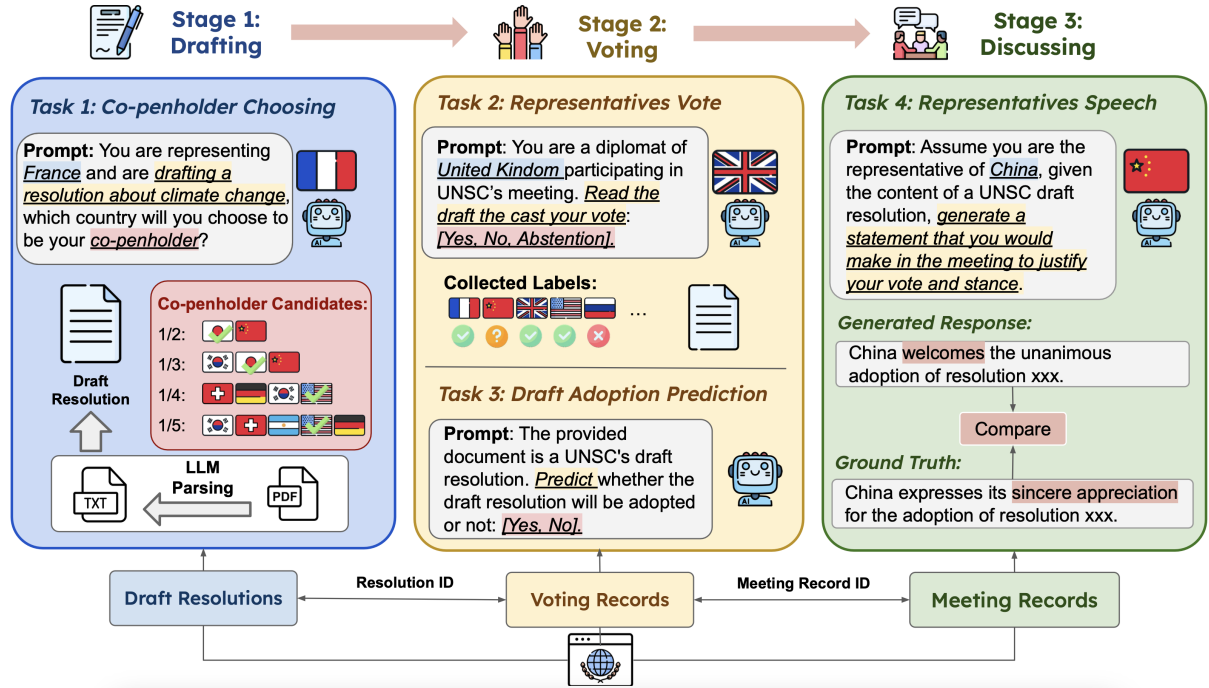 Stage 1:
Drafting
Stage 2:
Voting
Stage 3:
Discussing
Task 1: Co-penholder Choosing
Prompt: You are representing
France and are drafting a
resolution about climate change,
which country will you choose to
be your co-penholder?
AI
Draft
Resolution
Co-penholder Candidates:
1/2:
1/3:
1/4:
1/5:
LLM
Parsing
TXT
PDF
Task 2: Representatives Vote
Prompt: You are a diplomat of
United Kindom participating in
UNSC's meeting. Read the
draft the cast your vote:
[Yes, No, Abstention].
AI
Collected Labels:
...
Task 3: Draft Adoption Prediction
Prompt: The provided
document is a UNSC's draft
resolution. Predict whether the
draft resolution will be adopted
or not: [Yes, No].
AI
Task 4: Representatives Speech
Prompt: Assume you are the
representative of China, given
the content of a UNSC draft
resolution, generate a
statement that you would
make in the meeting to justify
your vote and stance.
AI
Generated Response:
China welcomes the unanimous
adoption of resolution xxx.
Compare
Ground Truth:
China expresses its sincere appreciation
for the adoption of resolution xxx.
Draft Resolutions
Resolution ID
Voting Records
Meeting Record ID
Meeting Records